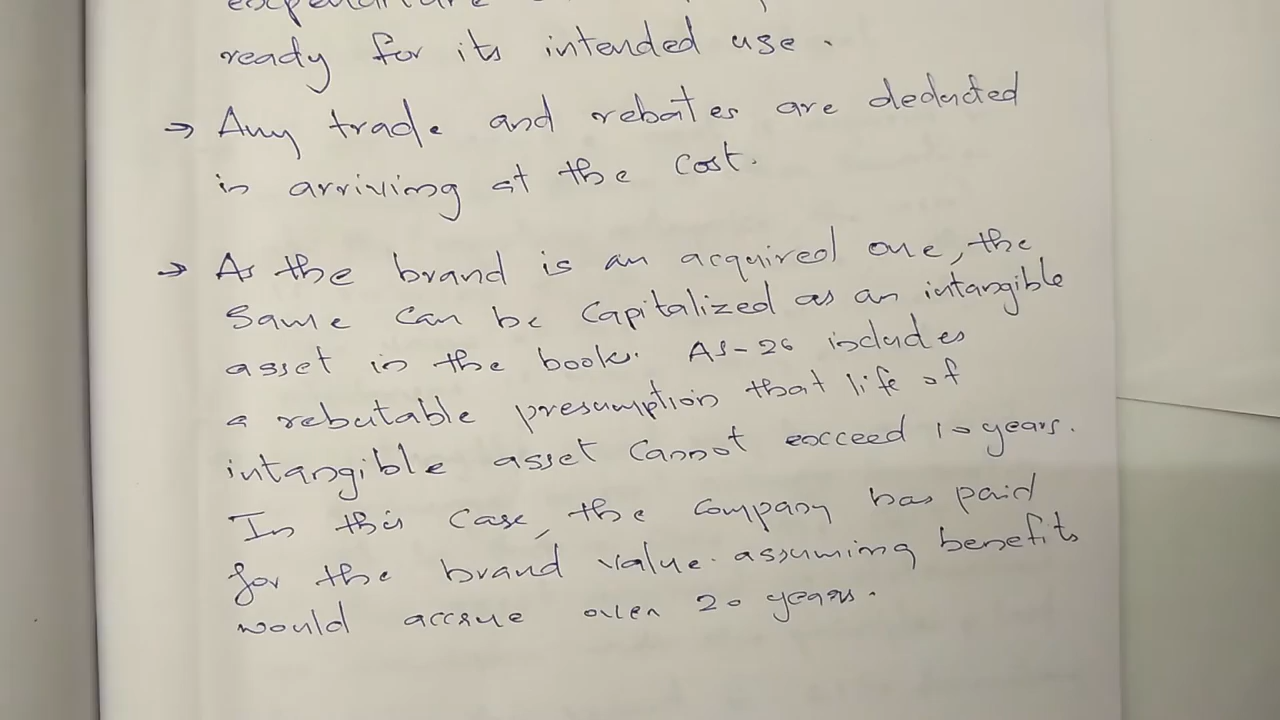 ready for its intended use.
→ Any trade and rebates are deducted
in arriving at the cost.
→ As the brand is an acquired one, the
same can be capitalized as an intangible
asset in the book. AS-26 includes
a rebutable presumption that life of
intangible asset cannot exceed 10 years.
In this case, the company has paid
for the brand value. assuming benefits
would accrue over 20 years.